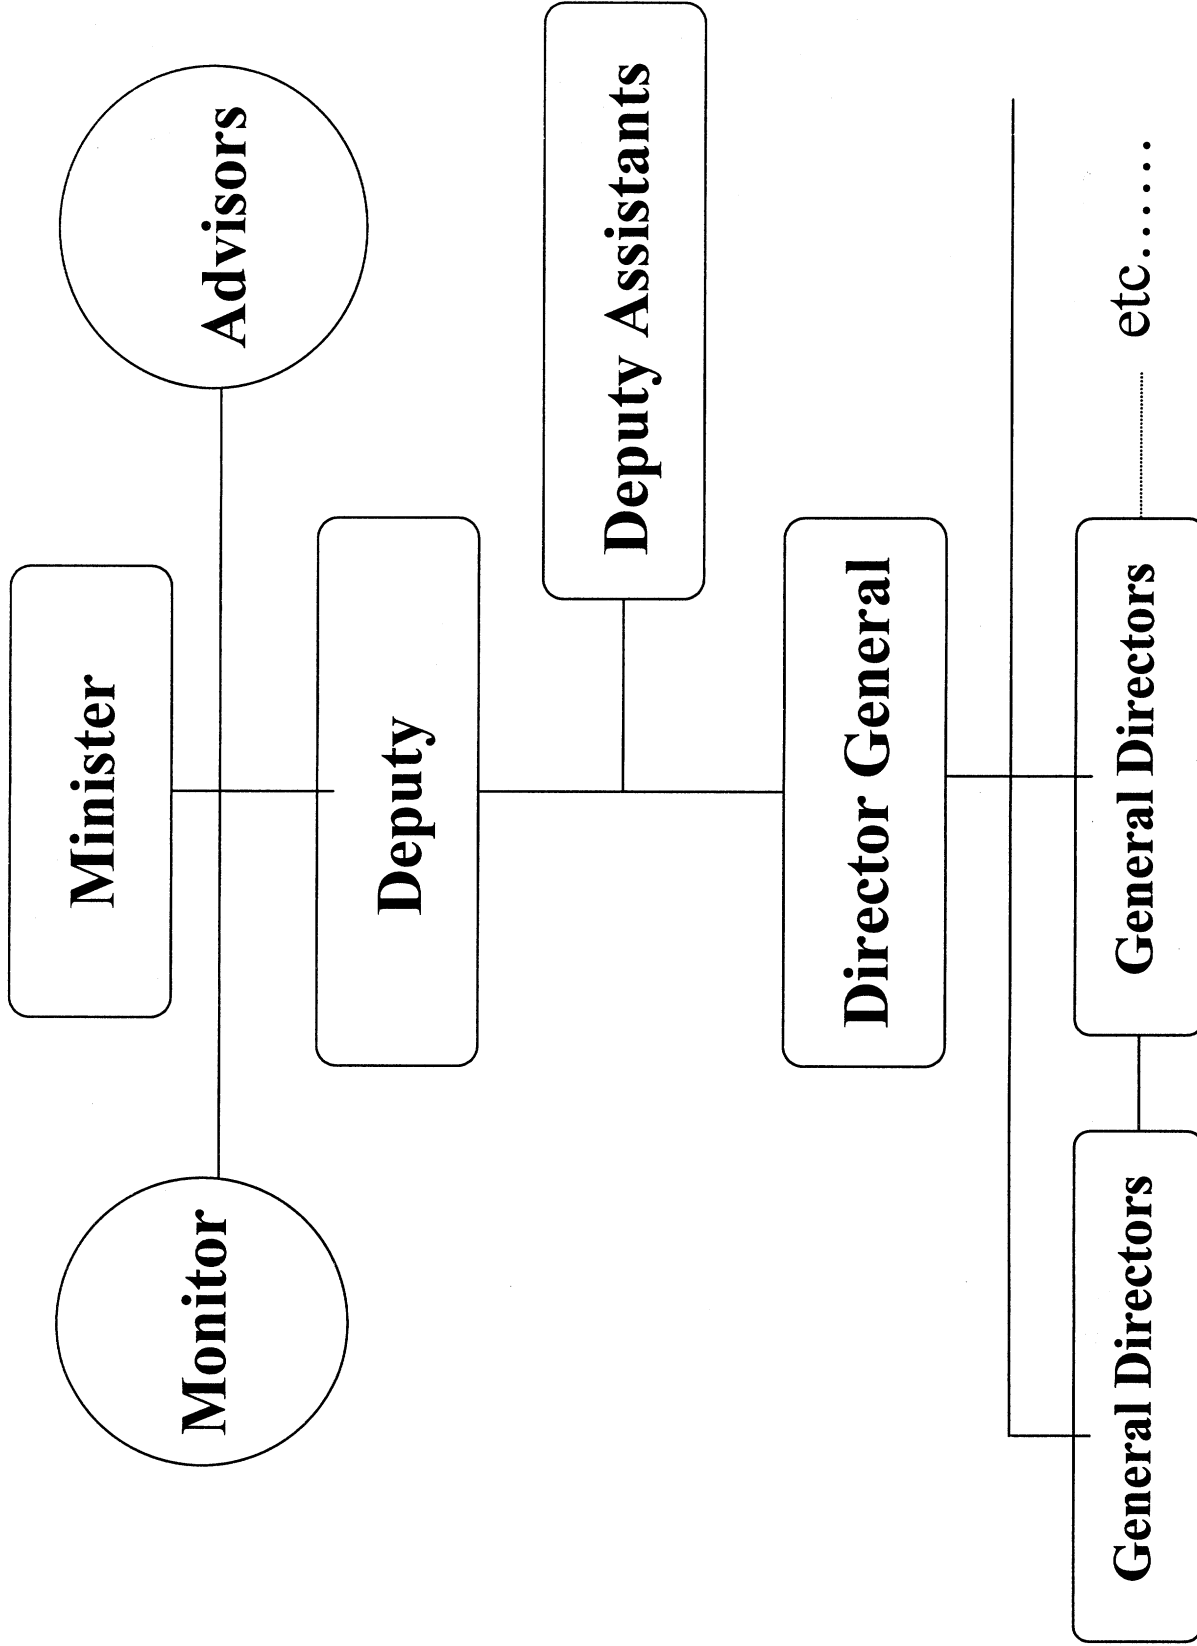 Minister
Monitor
Advisors
Deputy
Deputy Assistants
Director General
General Directors
General Directors
etc......